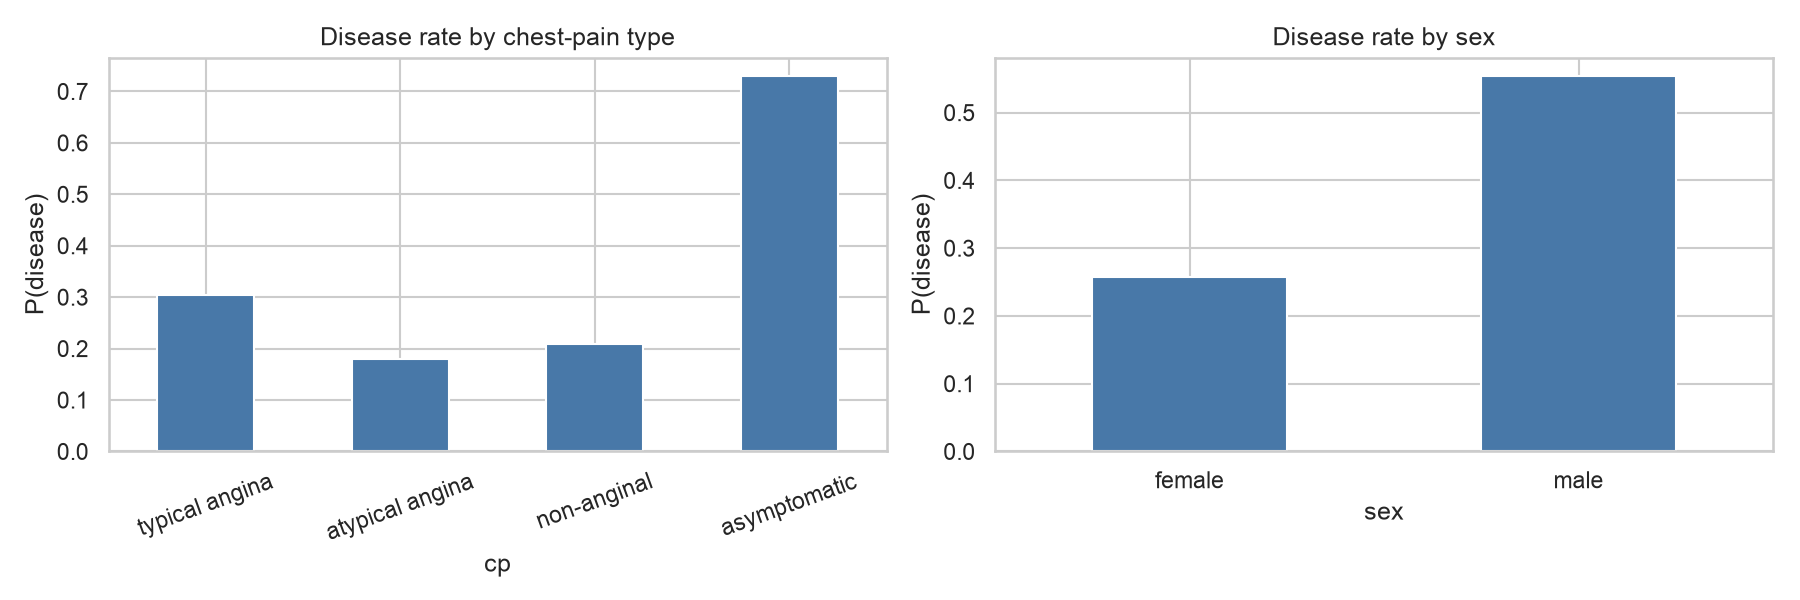 Disease rate by chest-pain type
P(disease)
0.7
0.6
0.5
0.4
0.3
0.2
0.1
0.0
typical angina
atypical angina
non-anginal
asymptomatic
cp
Disease rate by sex
P(disease)
0.5
0.4
0.3
0.2
0.1
0.0
female
male
sex